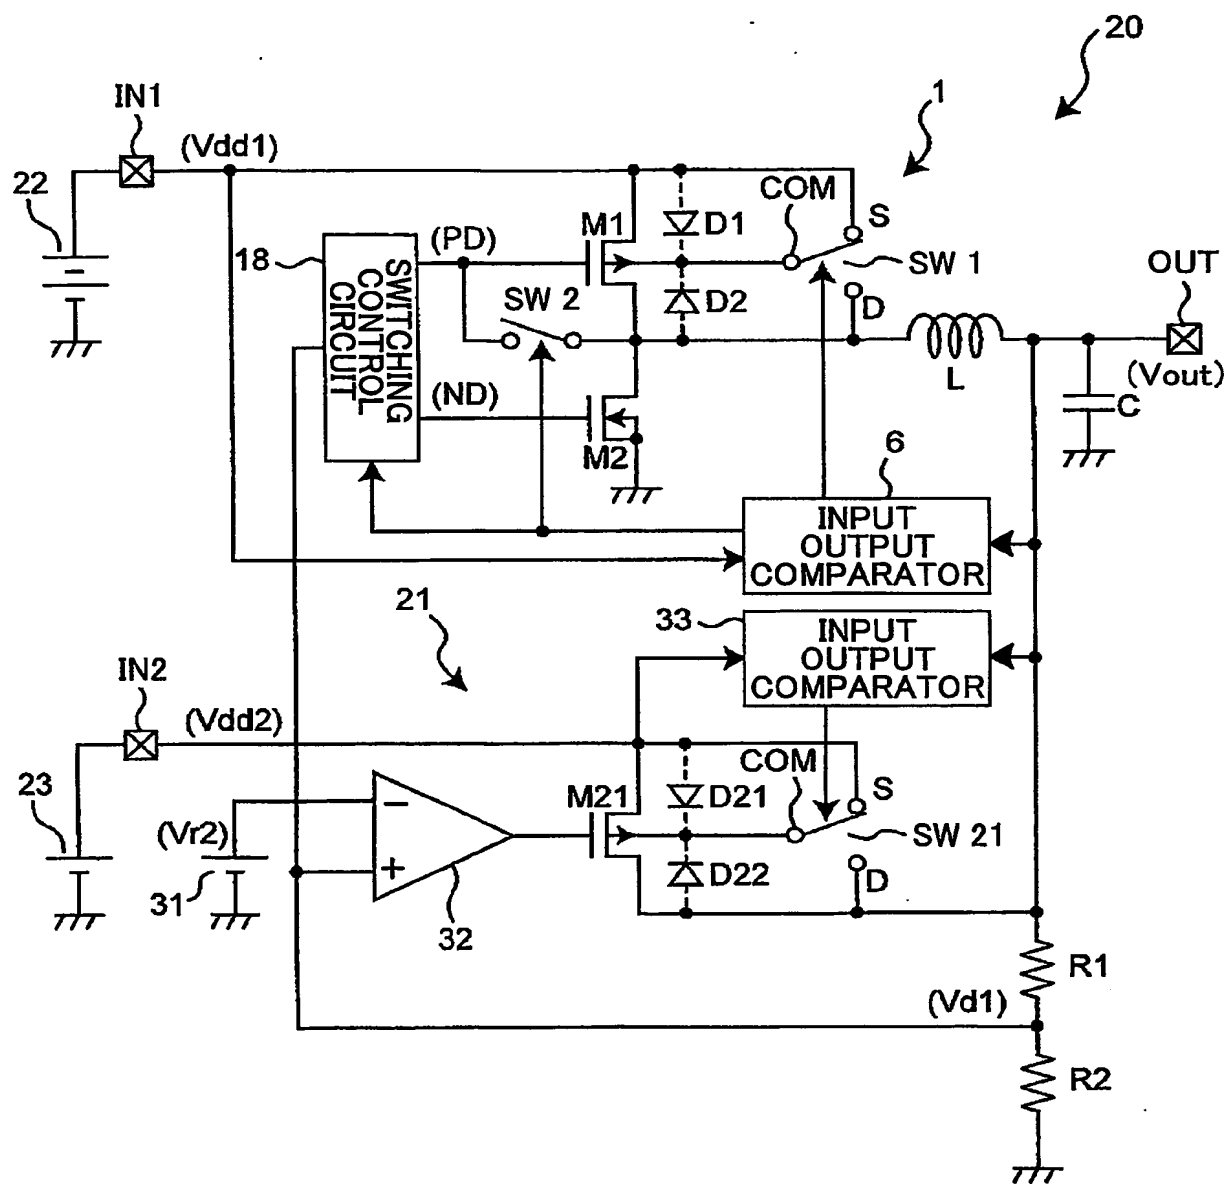 20
IN1
(Vdd1)
1
22
COM
S
M1
D1
SW 1
OUT
18
SWITCHING
CONTROL
CIRCUIT
(PD)
SW 2
D2
D
L
(Vout)
C
(ND)
M2
6
INPUT
OUTPUT
COMPARATOR
21
33
INPUT
OUTPUT
COMPARATOR
IN2
(Vdd2)
COM
S
23
M21
D21
SW 21
(Vr2)
−
+
D22
D
31
32
R1
(Vd1)
R2